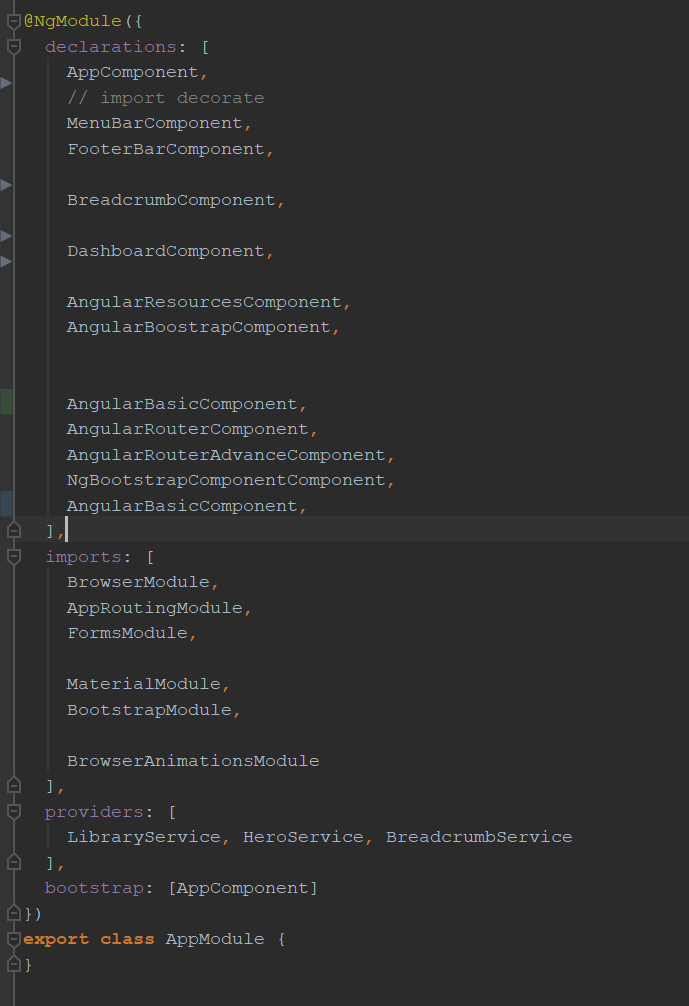 @NgModule({
declarations: [
AppComponent,
// import decorate
MenuBarComponent,
FooterBarComponent,
BreadcrumbComponent,
DashboardComponent,
AngularResourcesComponent,
AngularBoostrapComponent,
AngularBasicComponent,
AngularRouterComponent,
AngularRouterAdvanceComponent,
NgBootstrapComponentComponent,
AngularBasicComponent,
],
imports: [
BrowserModule,
AppRoutingModule,
FormsModule,
MaterialModule,
BootstrapModule,
BrowserAnimationsModule
],
providers: [
LibraryService, HeroService, BreadcrumbService
],
bootstrap: [AppComponent]
})
export class AppModule {
}